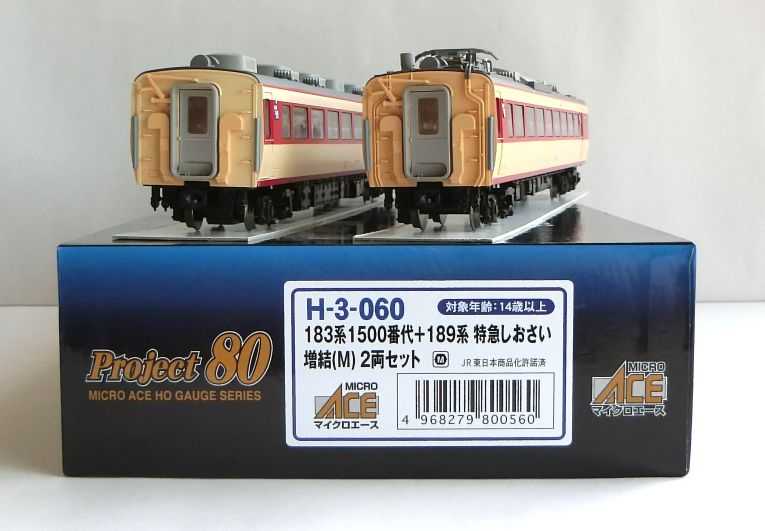 H-3-060
対象年齢:14歳以上
183系1500番代+189系 特急しおさい
増結(M) 2両セット M
JR東日本商品化許諾済
Project 80
MICRO ACE HO GAUGE SERIES
MICRO
ACE
マイクロエース
4 968279 800560
MICRO
ACE
マイクロエース